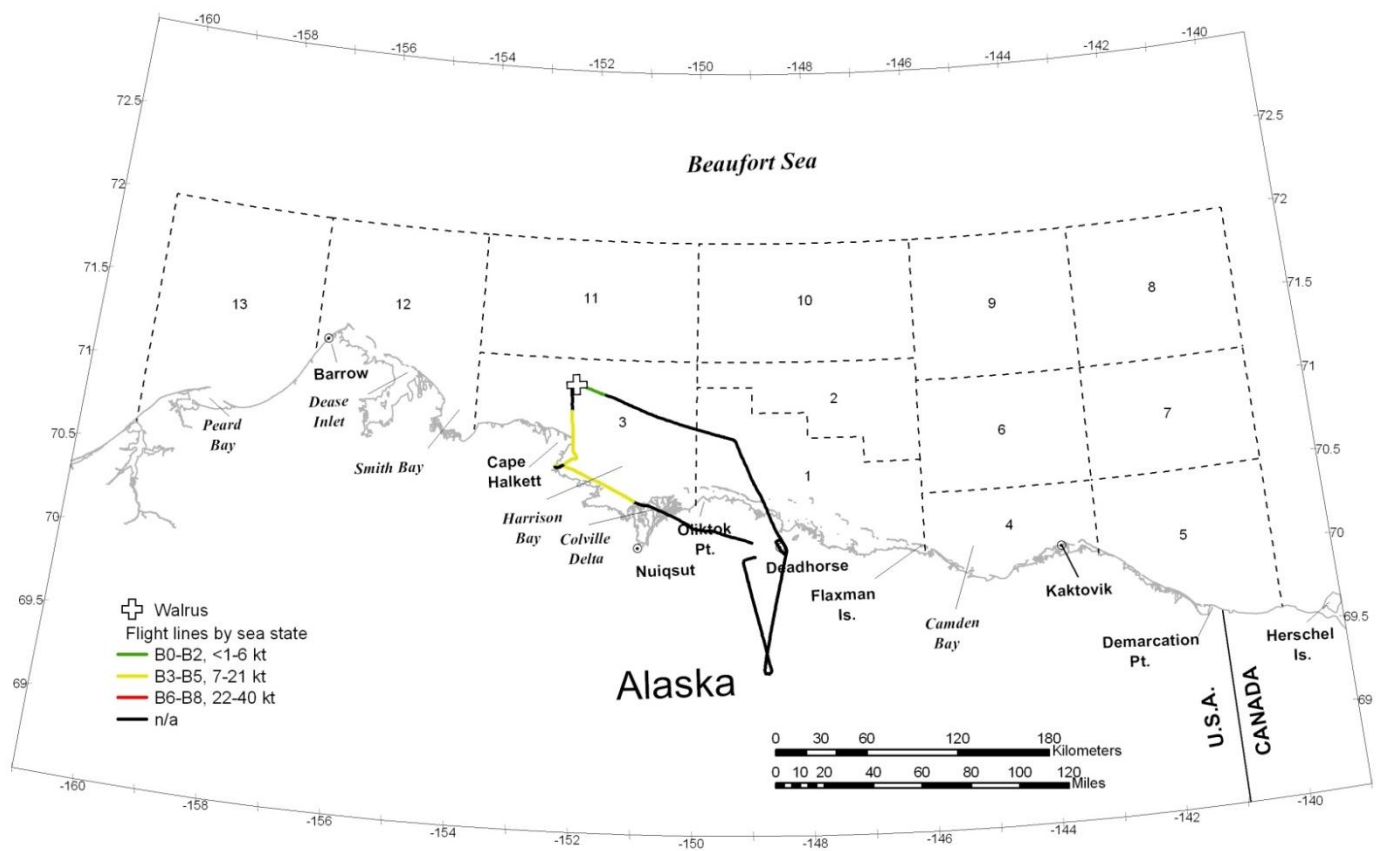 -160
-158
-156
-154
-152
-150
-148
-146
-144
-142
-140
72.5
72.5
Beaufort Sea
72
72
71.5
71.5
13
12
11
10
9
8
71
71
Barrow
Dease
Inlet
Peard
Bay
Smith Bay
3
2
6
7
70.5
70.5
Cape
Halkett
1
Harrison
Bay
Colville
Delta
Oliktok
Pt.
4
5
70
70
Nuiqsut
Deadhorse
Flaxman
Is.
Camden
Bay
Kaktovik
Demarcation
Pt.
Herschel
Is.
69.5
69.5
Walrus
Flight lines by sea state
B0-B2, <1-6 kt
B3-B5, 7-21 kt
B6-B8, 22-40 kt
n/a
69
69
Alaska
U.S.A.
CANADA
0 30 60 120 180
Kilometers
0 10 20 40 60 80 100 120
Miles
-160
-158
-156
-154
-152
-150
-148
-146
-144
-142
-140